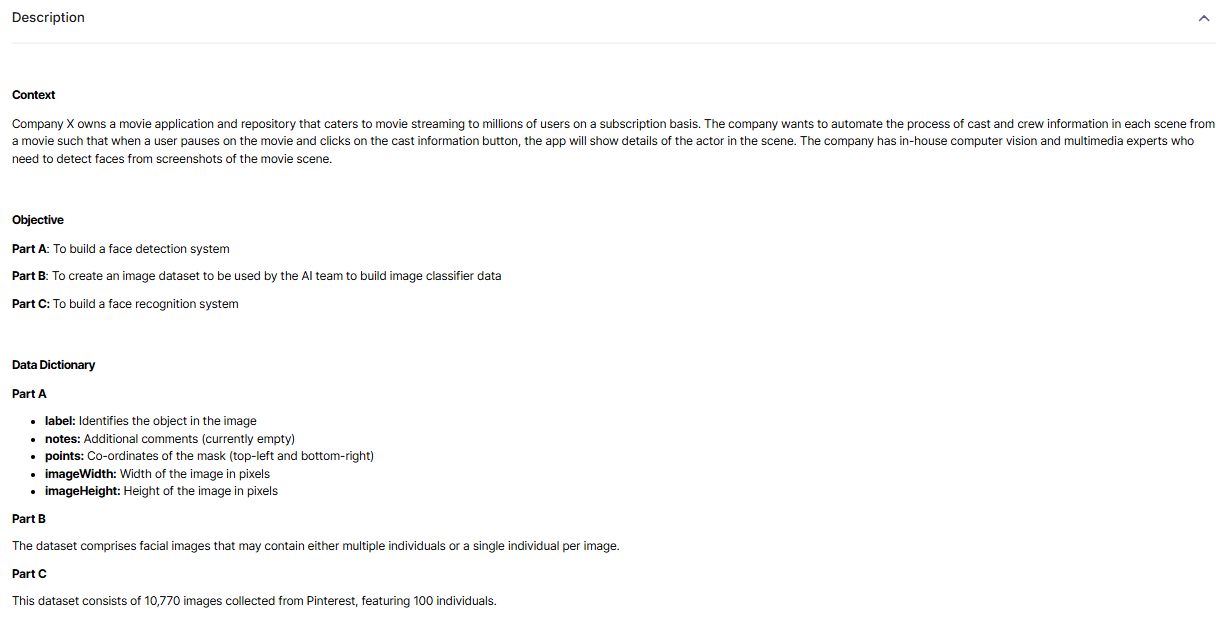 Description
Context
Company X owns a movie application and repository that caters to movie streaming to millions of users on a subscription basis. The company wants to automate the process of cast and crew information in each scene from
a movie such that when a user pauses on the movie and clicks on the cast information button, the app will show details of the actor in the scene. The company has in-house computer vision and multimedia experts who
need to detect faces from screenshots of the movie scene.
Objective
Part A: To build a face detection system
Part B: To create an image dataset to be used by the AI team to build image classifier data
Part C: To build a face recognition system
Data Dictionary
Part A
• label: Identifies the object in the image
• notes: Additional comments (currently empty)
• points: Co-ordinates of the mask (top-left and bottom-right)
• imageWidth: Width of the image in pixels
• imageHeight: Height of the image in pixels
Part B
The dataset comprises facial images that may contain either multiple individuals or a single individual per image.
Part C
This dataset consists of 10,770 images collected from Pinterest, featuring 100 individuals.